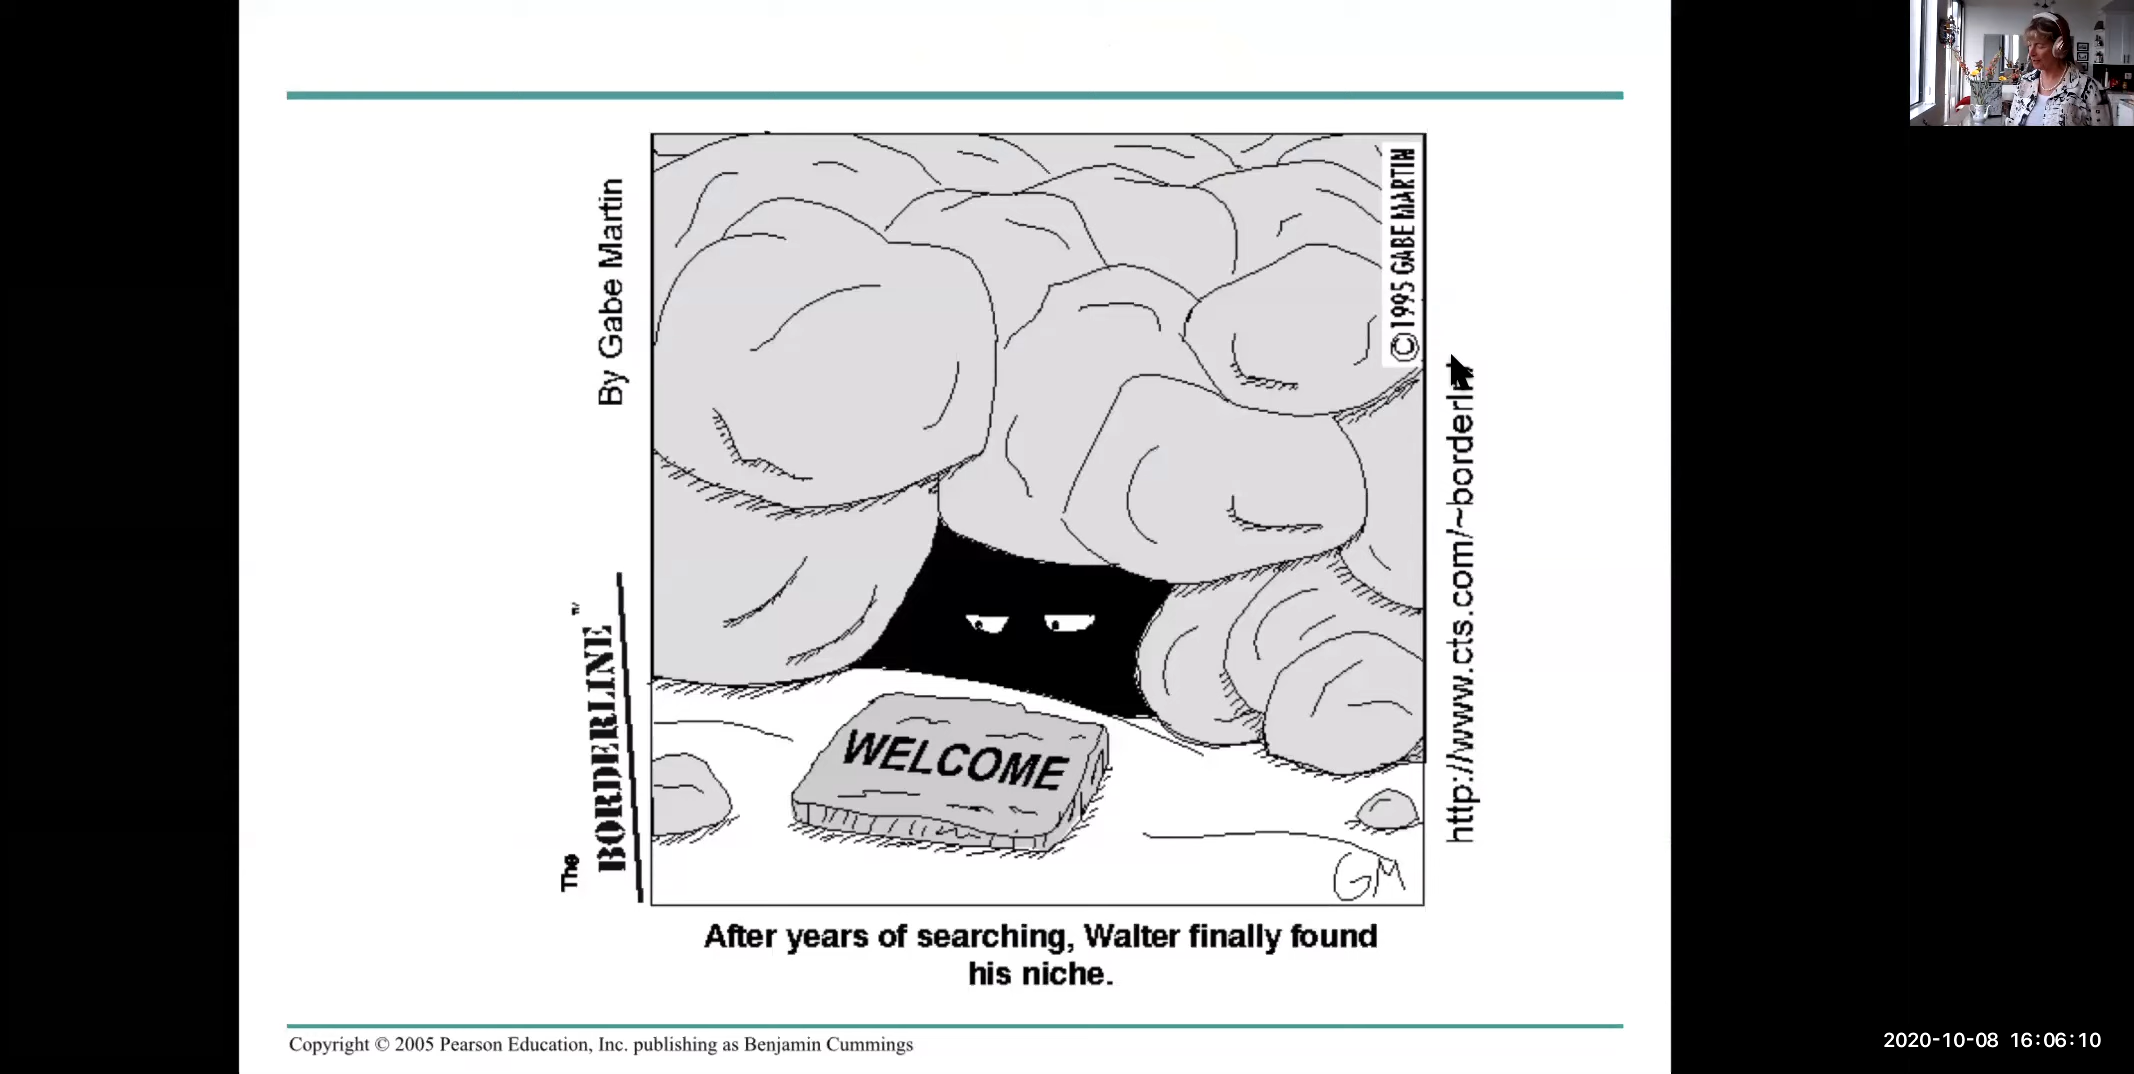 By Gabe Martin
The
BORDERLINE
©1995 GABE MARTIN
http://www.cts.com/~borderln
WELCOME
GM
After years of searching, Walter finally found
his niche.
Copyright © 2005 Pearson Education, Inc. publishing as Benjamin Cummings
2020-10-08 16:06:10